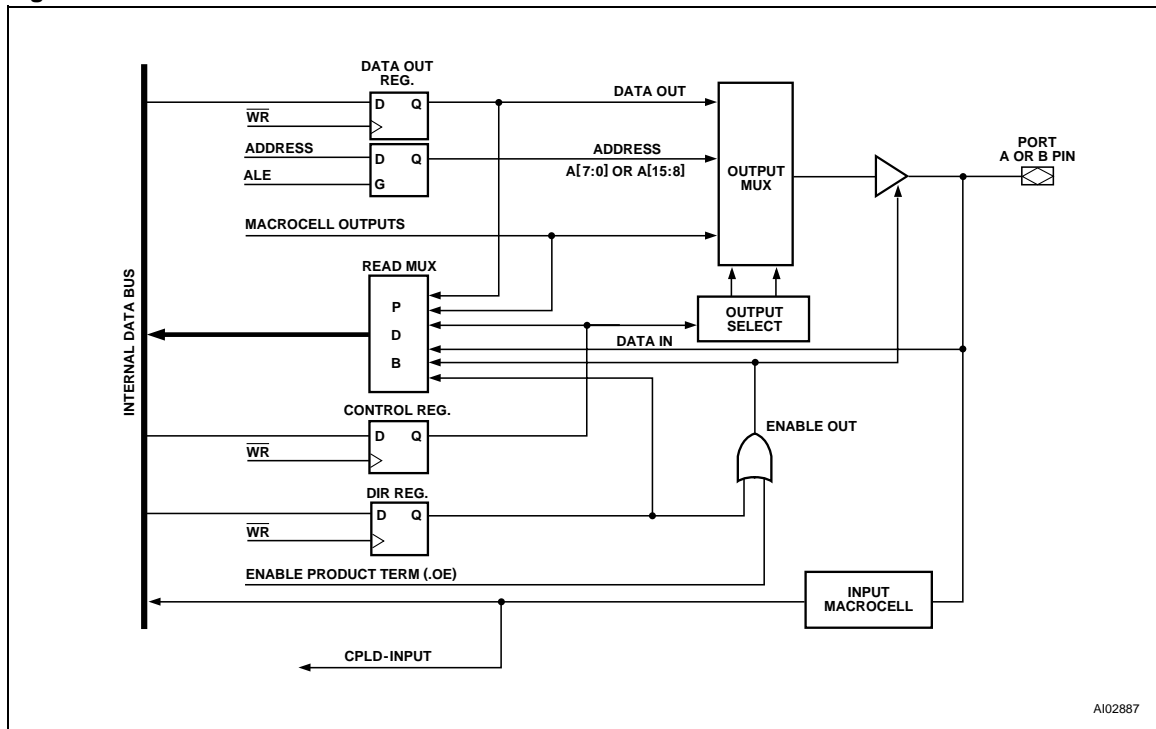 DATA OUT
REG.
D Q
WR
DATA OUT
ADDRESS
ALE
D Q
G
ADDRESS
A[7:0] OR A[15:8]
OUTPUT
MUX
PORT
A OR B PIN
MACROCELL OUTPUTS
READ MUX
P
D
B
OUTPUT
SELECT
DATA IN
INTERNAL DATA BUS
CONTROL REG.
D Q
WR
ENABLE OUT
DIR REG.
D Q
WR
ENABLE PRODUCT TERM (.OE)
INPUT
MACROCELL
CPLD-INPUT
AI02887